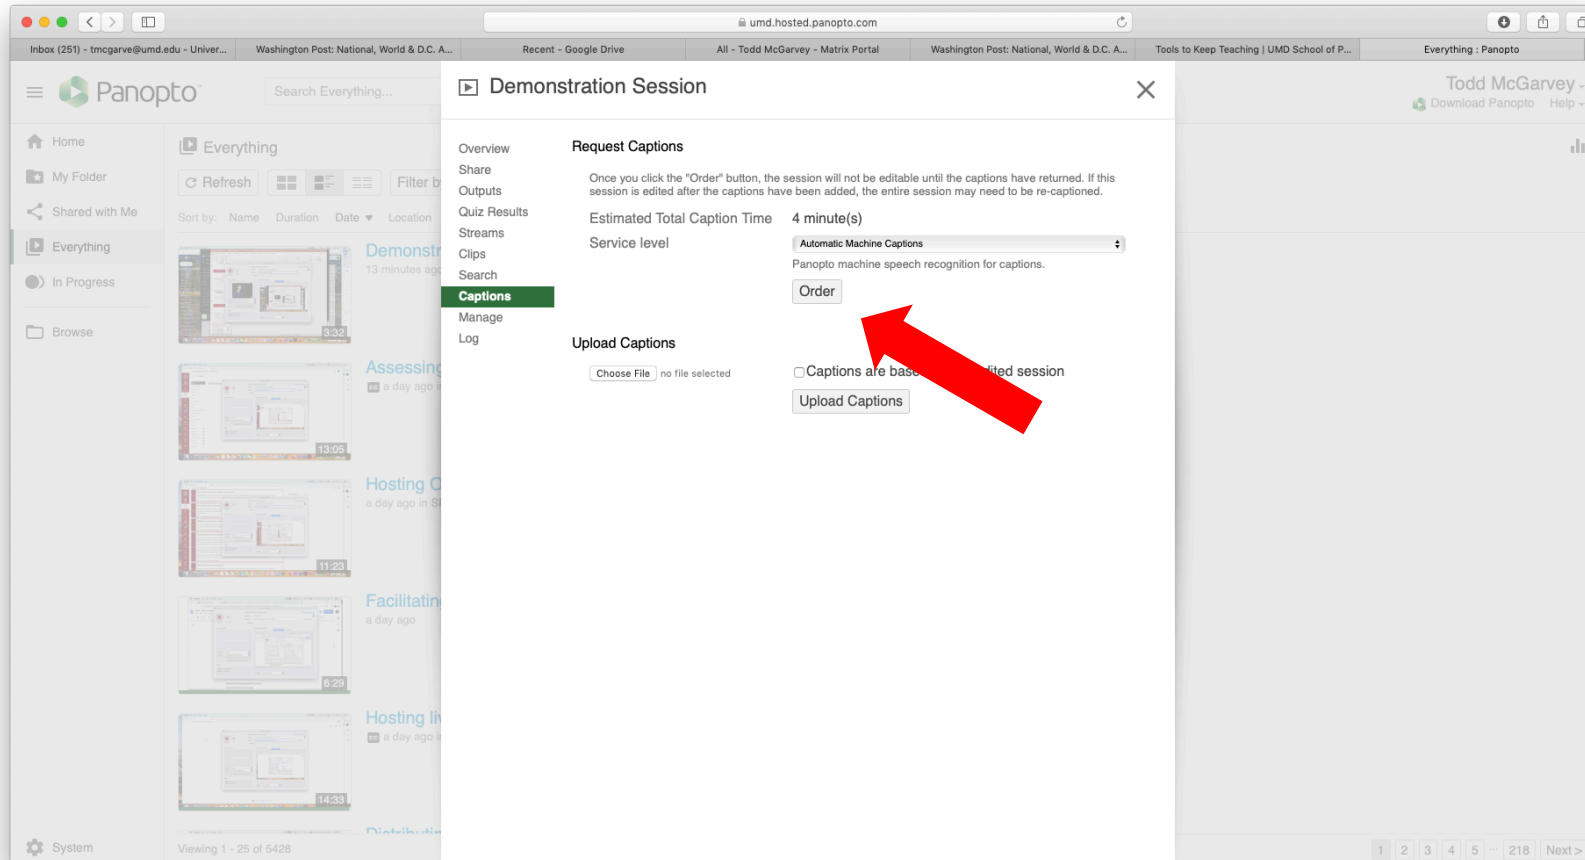 umd.hosted.panopto.com
Inbox (251) - tmcgarve@umd.edu - Univer...
Washington Post: National, World & D.C. A...
Recent - Google Drive
All - Todd McGarvey - Matrix Portal
Washington Post: National, World & D.C. A...
Tools to Keep Teaching | UMD School of P...
Everything : Panopto
Panopto
Search Everything...
Todd McGarvey
Download Panopto Help
Home
My Folder
Shared with Me
Everything
In Progress
Browse
System
Everything
Refresh
Filter b
Sort by: Name Duration Date Location
Demonstr
13 minutes ago
3:32
Assessing
a day ago i
13:05
Hosting O
a day ago in S
11:23
Facilitating
a day ago
6:29
Hosting li
a day ago i
14:33
Distributin
Viewing 1 - 25 of 5428
Demonstration Session
Overview
Share
Outputs
Quiz Results
Streams
Clips
Search
Captions
Manage
Log
Request Captions
Once you click the "Order" button, the session will not be editable until the captions have returned. If this
session is edited after the captions have been added, the entire session may need to be re-captioned.
Estimated Total Caption Time 4 minute(s)
Service level Automatic Machine Captions
Panopto machine speech recognition for captions.
Order
Upload Captions
Choose File no file selected
Captions are bas dited session
Upload Captions
1 2 3 4 5 ... 218 Next >